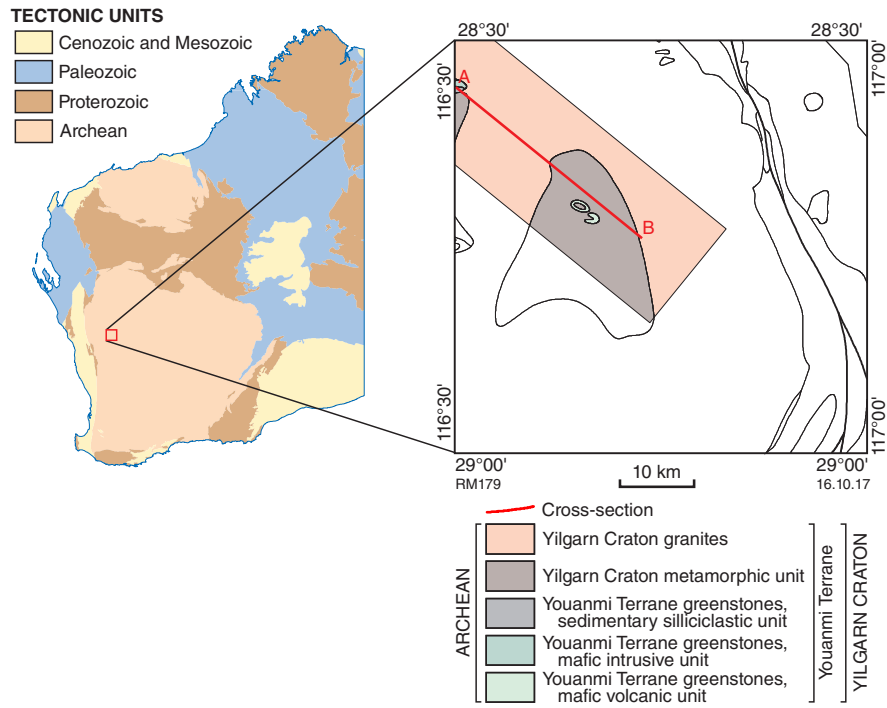 TECTONIC UNITS
Cenozoic and Mesozoic
Paleozoic
Proterozoic
Archean
28°30'
28°30'
116°30'
117°00'
A
B
116°30'
117°00'
29°00'
29°00'
RM179
10 km
16.10.17
Cross-section
Yilgarn Craton granites
Yilgarn Craton metamorphic unit
Youanmi Terrane greenstones,
sedimentary silliciclastic unit
Youanmi Terrane greenstones,
mafic intrusive unit
Youanmi Terrane greenstones,
mafic volcanic unit
ARCHEAN
Youanmi Terrane
YILGARN CRATON